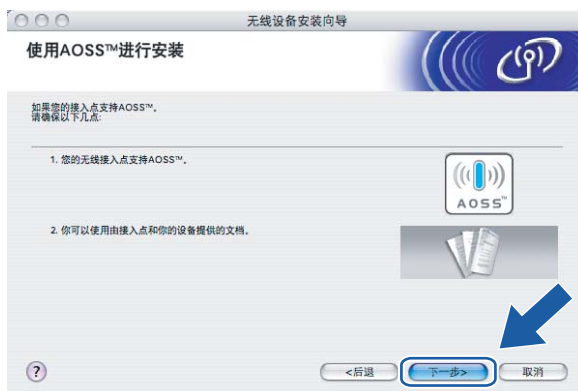 无线设备安装向导
使用AOSS™进行安装
如果您的接入点支持AOSS™,
请确保以下几点:
1. 您的无线接入点支持AOSS™。
AOSS™
2. 你可以使用由接入点和你的设备提供的文档。
?
<后退
下一步>
取消